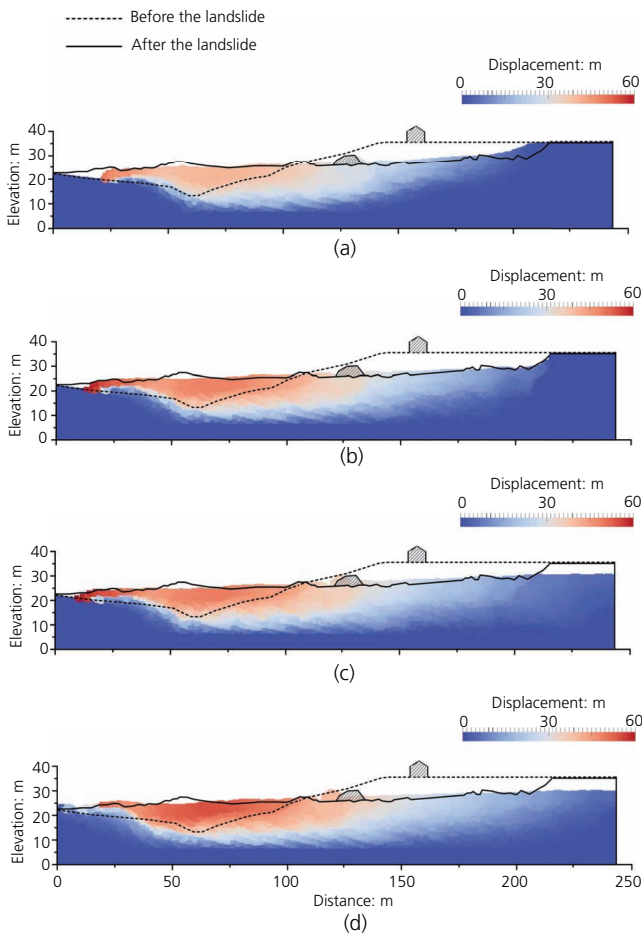 Before the landslide
After the landslide
Displacement: m
0 30 60
Elevation: m
40
30
20
10
0
(a)
Displacement: m
0 30 60
Elevation: m
40
30
20
10
0
(b)
Displacement: m
0 30 60
Elevation: m
40
30
20
10
0
(c)
Displacement: m
0 30 60
Elevation: m
40
30
20
10
0
0 50 100 150 200 250
Distance: m
(d)